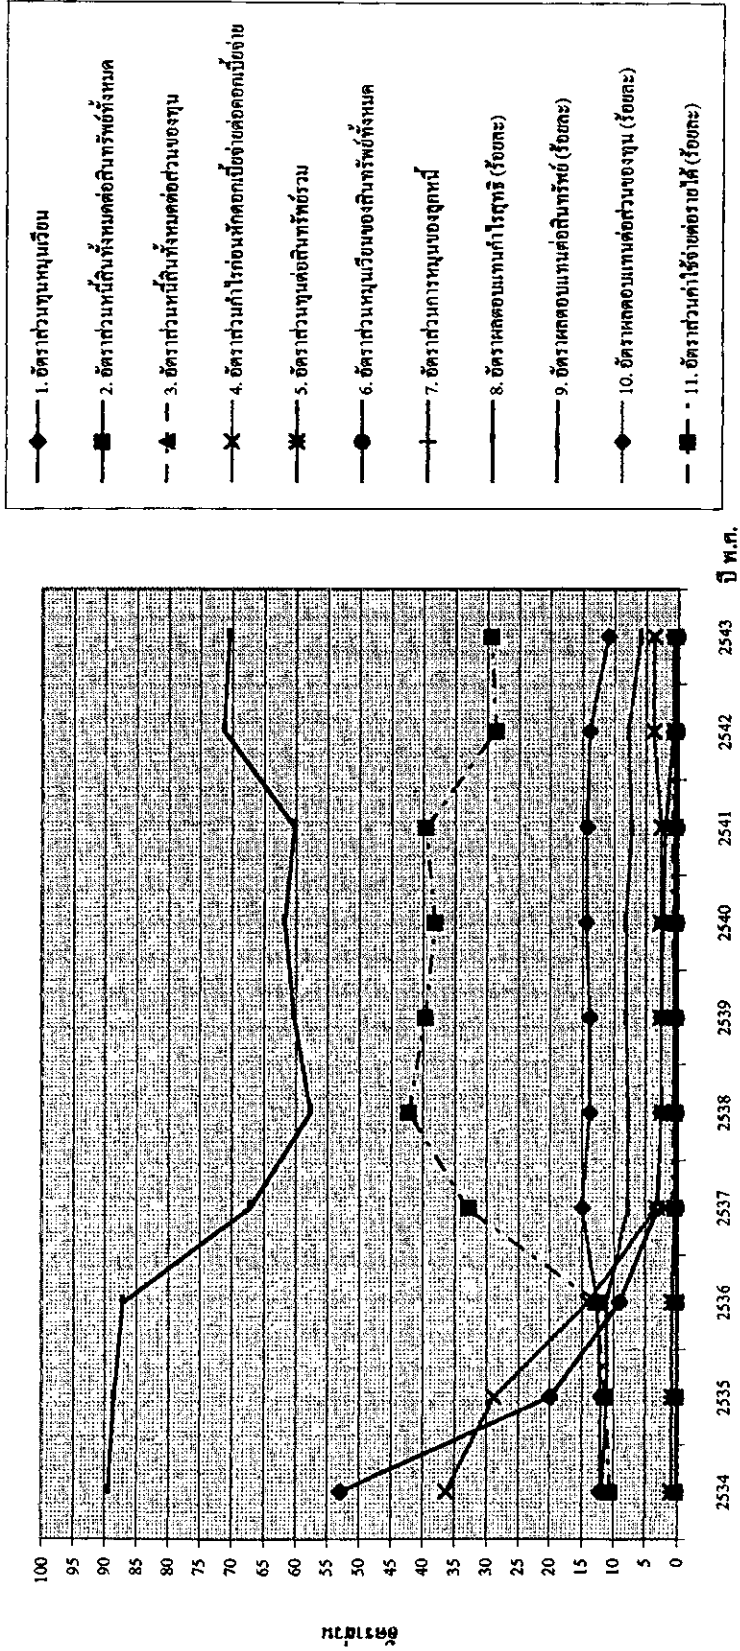 อัตราส่วน
100
95
90
85
80
75
70
65
60
55
50
45
40
35
30
25
20
15
10
5
0
2534
2535
2536
2537
2538
2539
2540
2541
2542
2543
ปี พ.ศ.
1. อัตราส่วนทุนหมุนเวียน
2. อัตราส่วนหนี้สินทั้งหมดต่อสินทรัพย์ทั้งหมด
3. อัตราส่วนหนี้สินทั้งหมดต่อส่วนของทุน
4. อัตราส่วนกำไรก่อนหักดอกเบี้ยจ่ายต่อดอกเบี้ยจ่าย
5. อัตราส่วนทุนต่อสินทรัพย์รวม
6. อัตราส่วนหมุนเวียนของสินทรัพย์ทั้งหมด
7. อัตราส่วนการหมุนของลูกหนี้
8. อัตราผลตอบแทนกำไรสุทธิ (ร้อยละ)
9. อัตราผลตอบแทนต่อสินทรัพย์ (ร้อยละ)
10. อัตราผลตอบแทนต่อส่วนของทุน (ร้อยละ)
11. อัตราส่วนค่าใช้จ่ายต่อรายได้ (ร้อยละ)